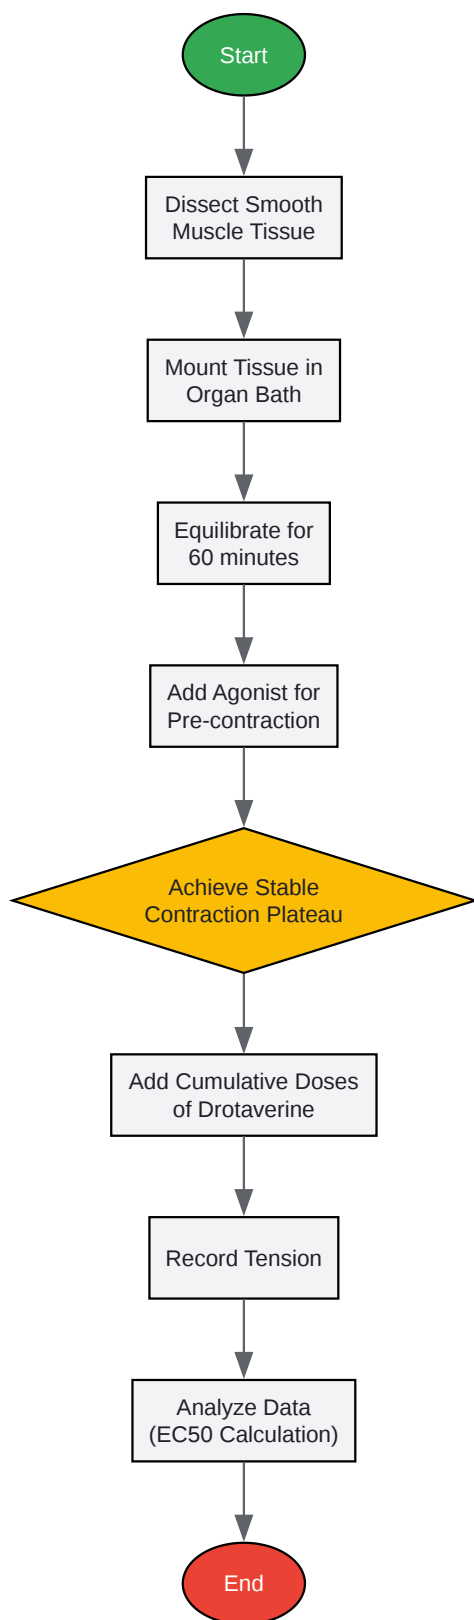 Start
Dissect Smooth
Muscle Tissue
Mount Tissue in
Organ Bath
Equilibrate for
60 minutes
Add Agonist for
Pre-contraction
Achieve Stable
Contraction Plateau
Add Cumulative Doses
of Drotaverine
Record Tension
Analyze Data
(EC50 Calculation)
End